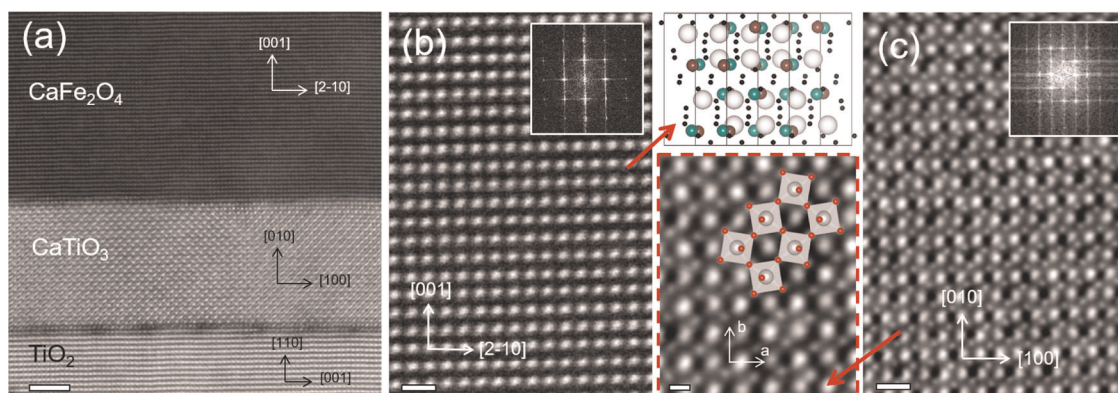 (a)
[001]
[2-10]
CaFe₂O₄
[010]
CaTiO₃
[100]
[110]
TiO₂
[001]
(b)
[001]
[2-10]
b
a
(c)
[010]
[100]